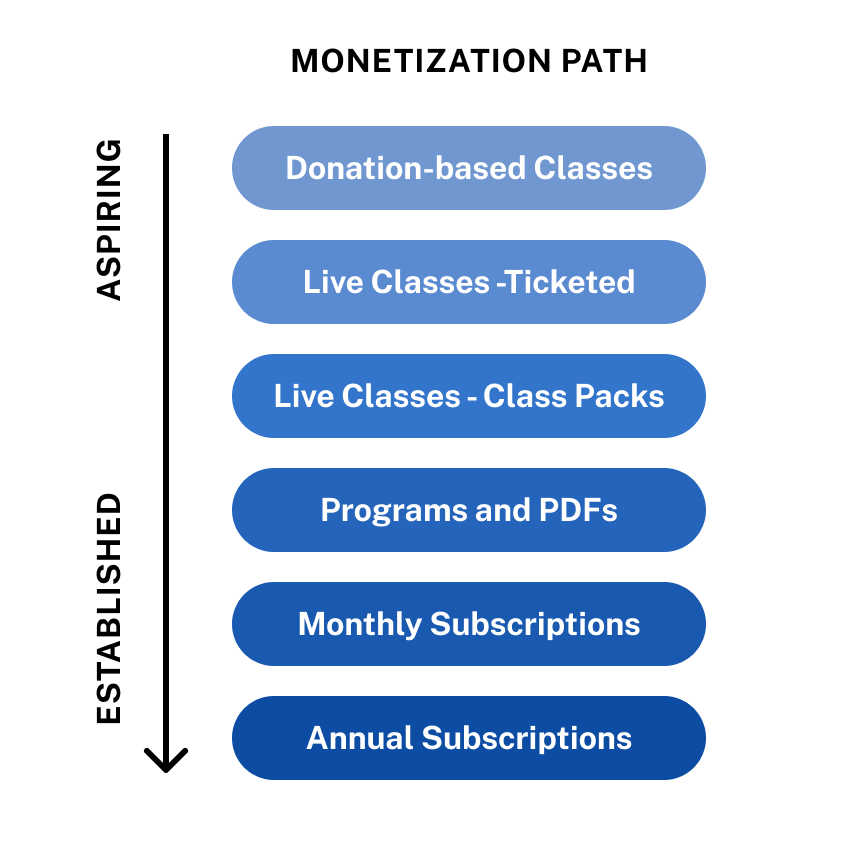 MONETIZATION PATH
ASPIRING
ESTABLISHED
Donation-based Classes
Live Classes -Ticketed
Live Classes - Class Packs
Programs and PDFs
Monthly Subscriptions
Annual Subscriptions